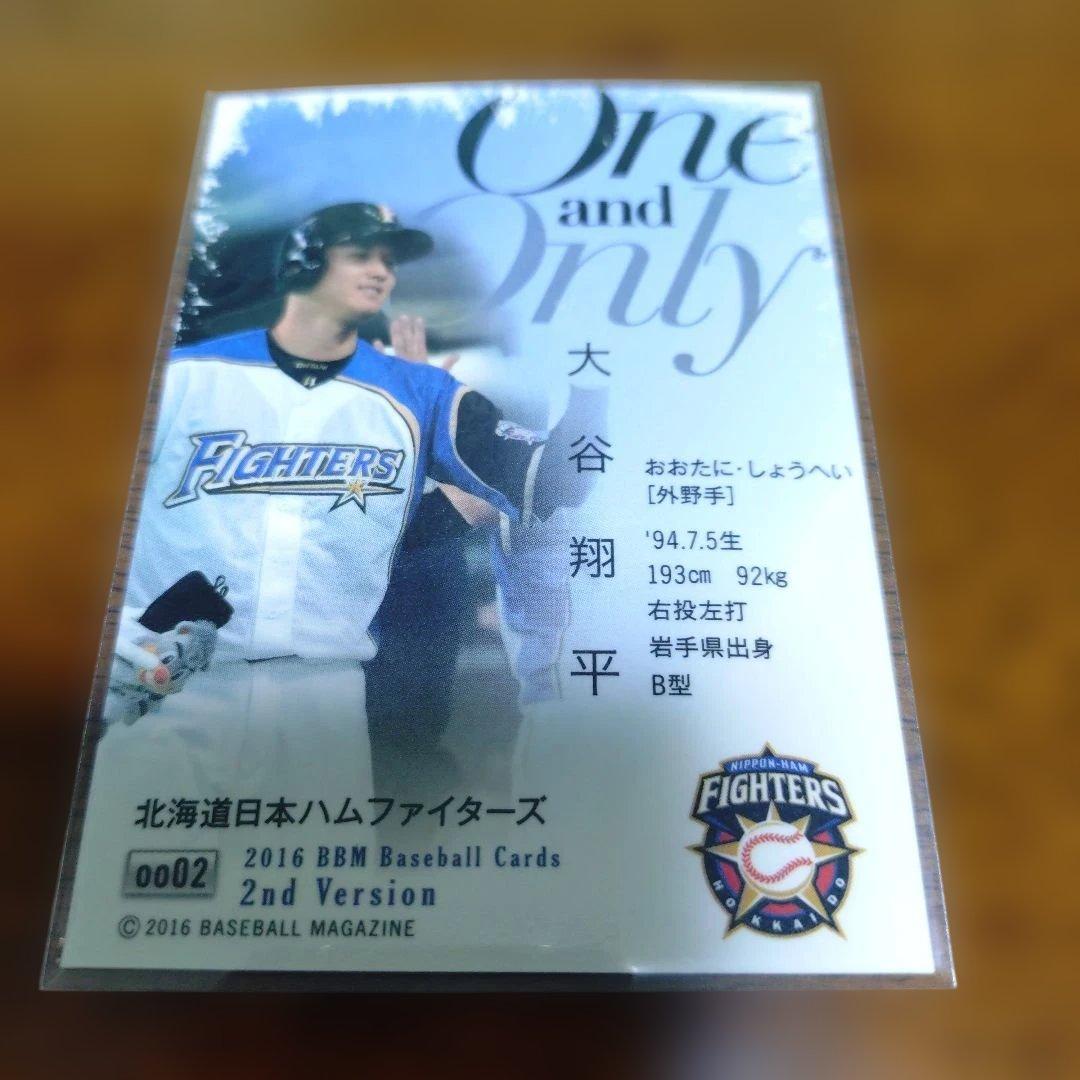 One
and
Only
大谷翔平
おおたに・しょうへい
[外野手]
'94.7.5生
193cm 92kg
右投左打
岩手県出身
B型
FIGHTERS
NIPPON-HAM
FIGHTERS
HOKKAIDO
北海道日本ハムファイターズ
oo02
2016 BBM Baseball Cards
2nd Version
© 2016 BASEBALL MAGAZINE